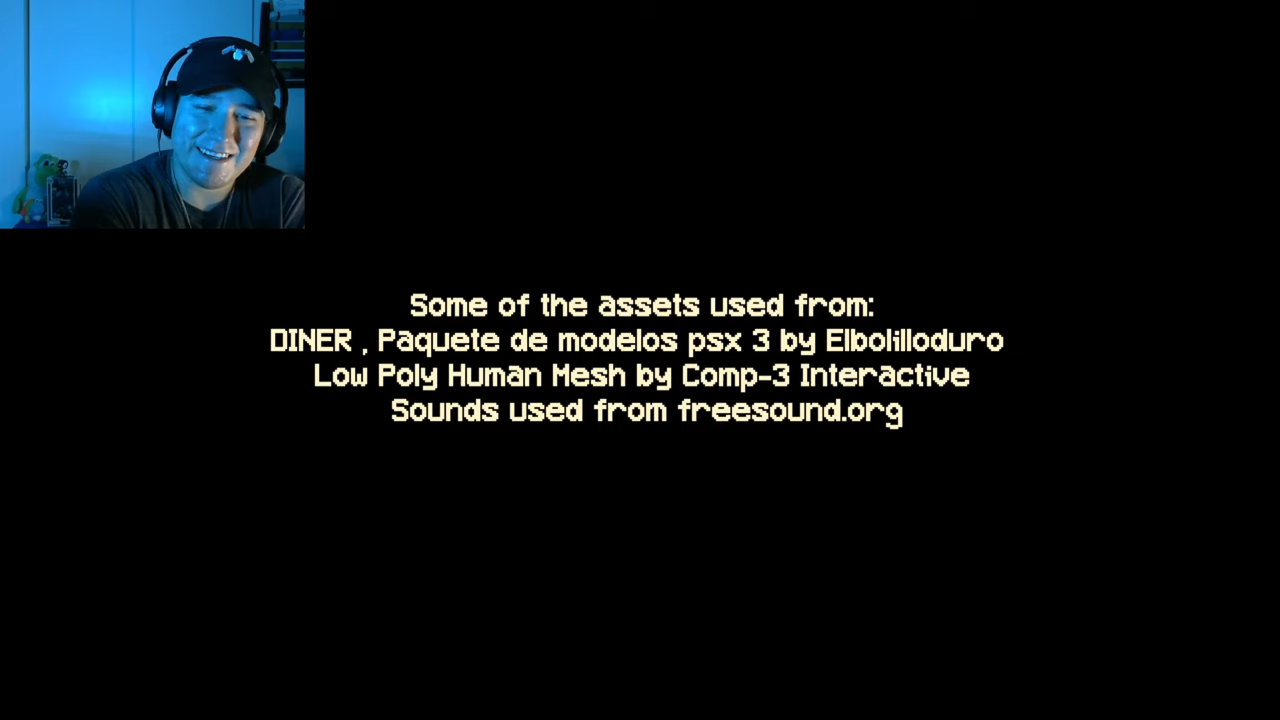 Some of the assets used from:
DINER , Paquete de modelos psx 3 by Elbolilloduro
Low Poly Human Mesh by Comp-3 Interactive
Sounds used from freesound.org